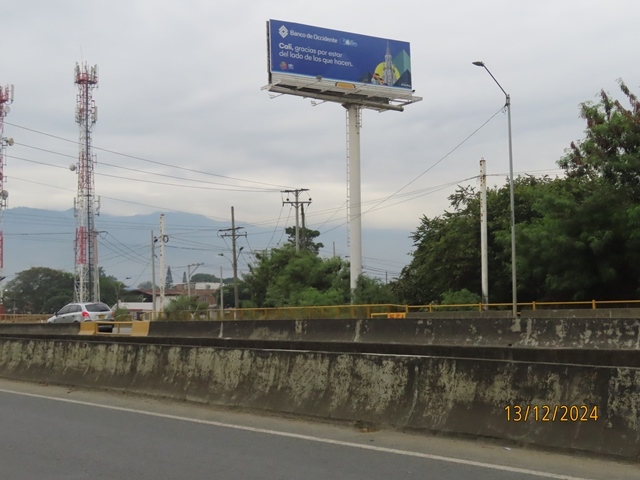 Banco de Occidente
Cali, gracias por estar
del lado de los que hacen.
13/12/2024